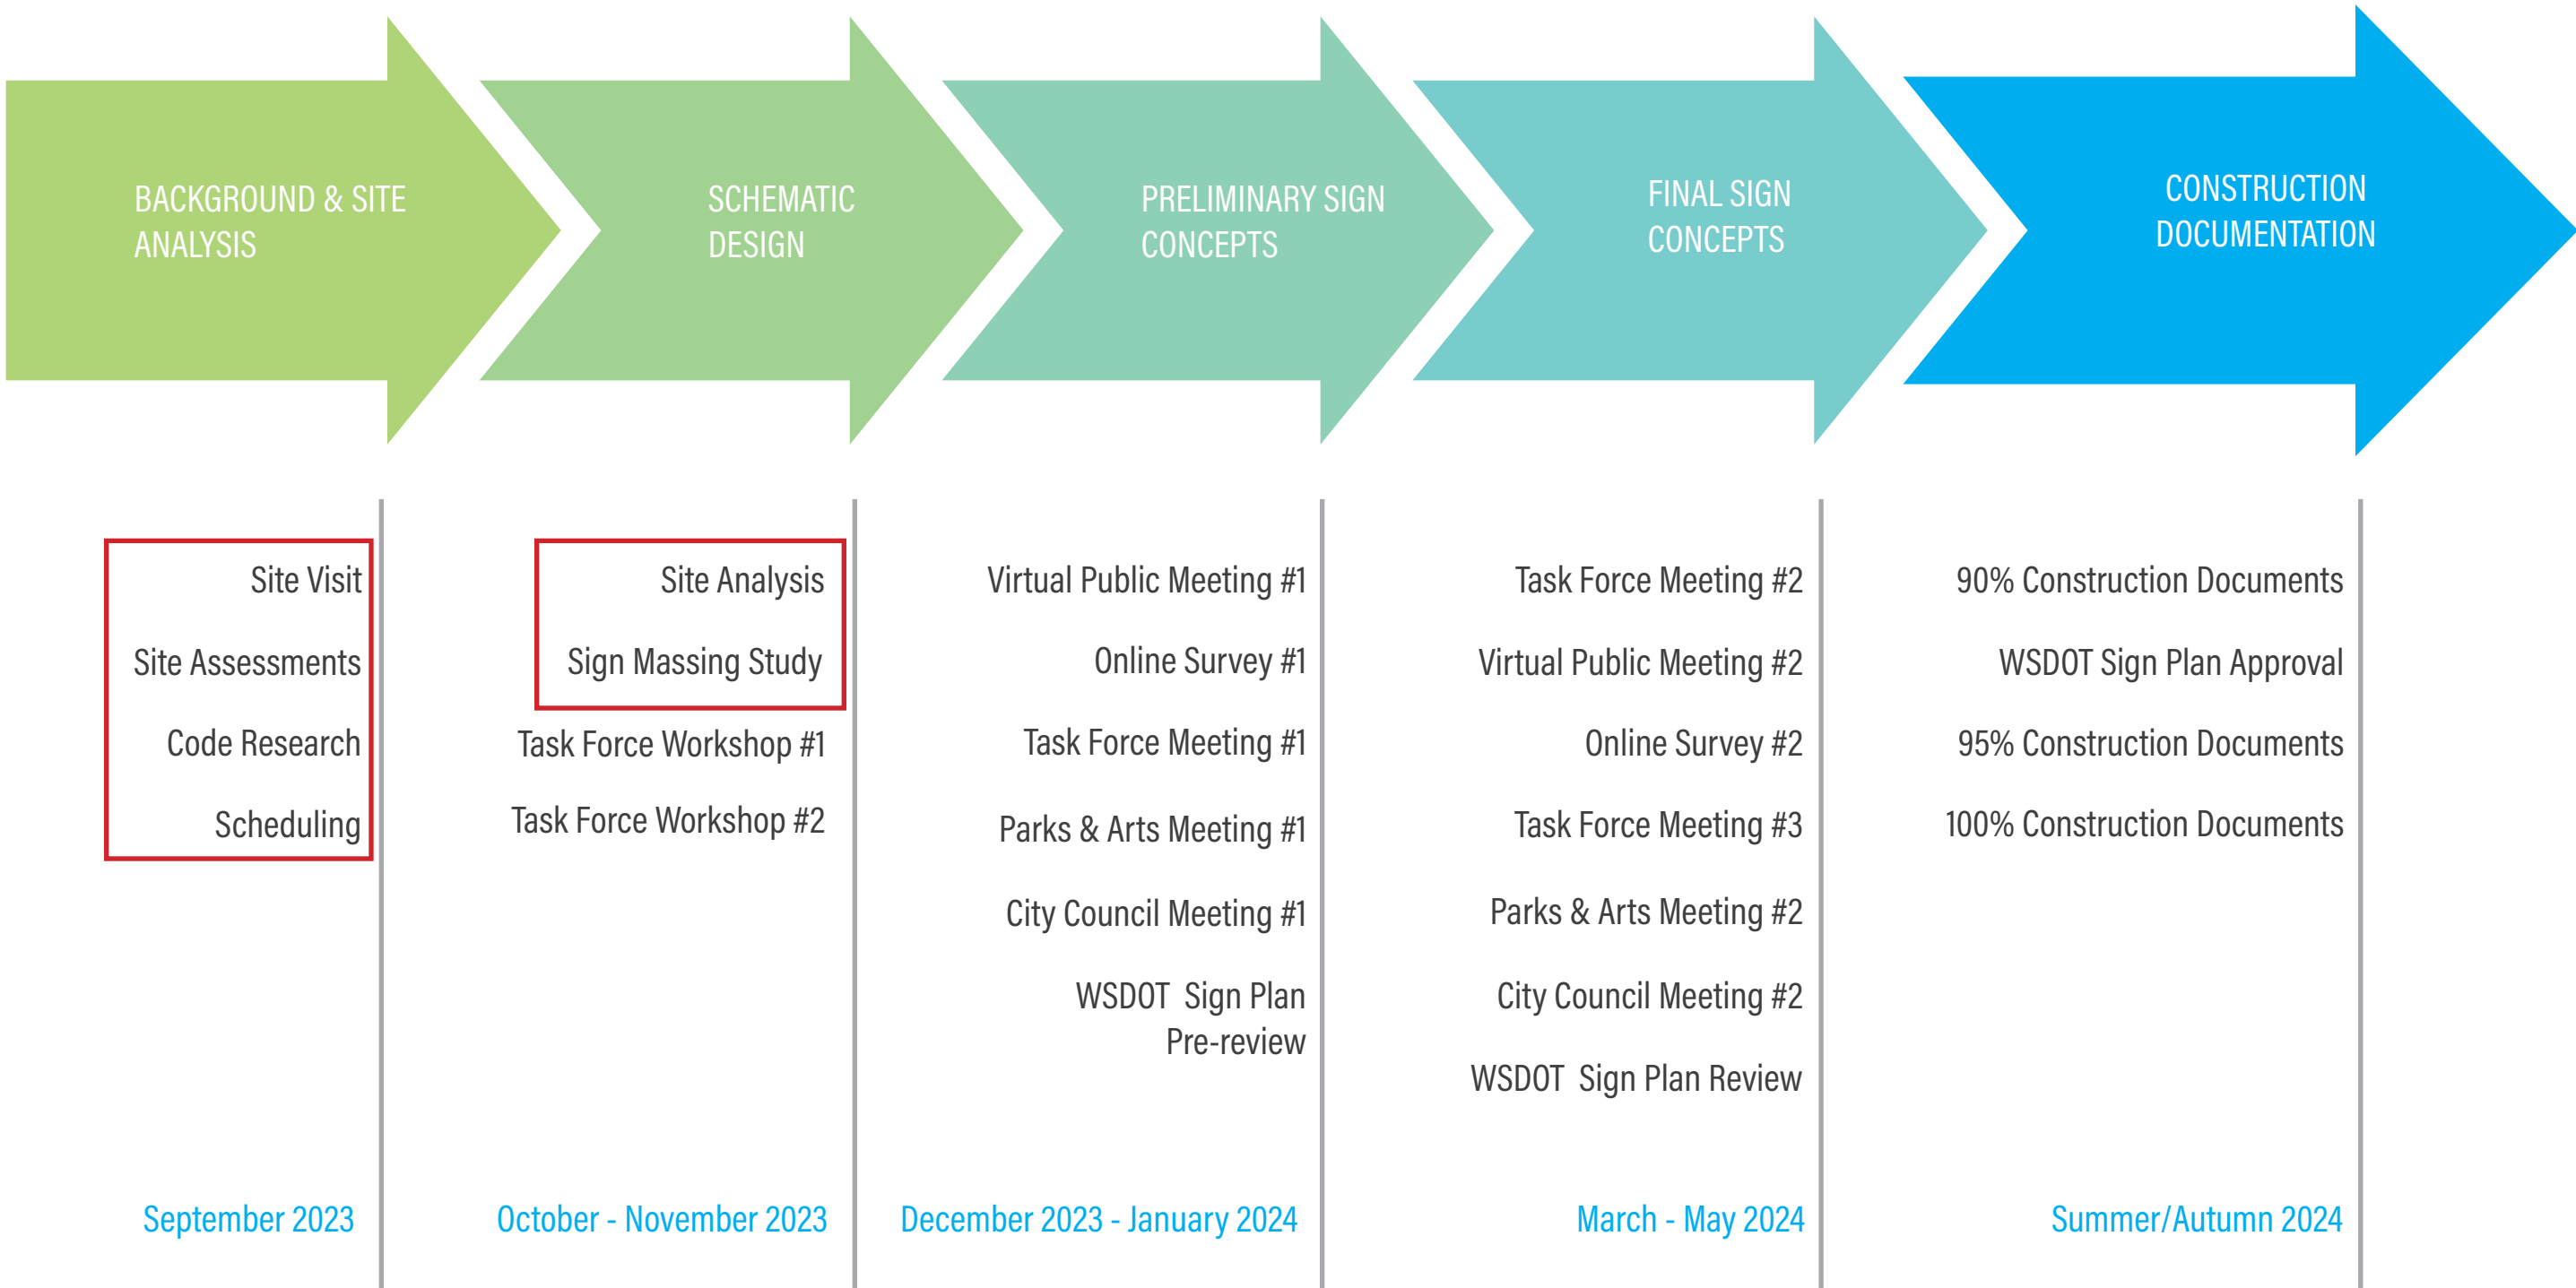 BACKGROUND & SITE
ANALYSIS
SCHEMATIC
DESIGN
PRELIMINARY SIGN
CONCEPTS
FINAL SIGN
CONCEPTS
CONSTRUCTION
DOCUMENTATION
Site Visit
Site Assessments
Code Research
Scheduling
September 2023
Site Analysis
Sign Massing Study
Task Force Workshop #1
Task Force Workshop #2
October - November 2023
Virtual Public Meeting #1
Online Survey #1
Task Force Meeting #1
Parks & Arts Meeting #1
City Council Meeting #1
WSDOT  Sign Plan
Pre-review
December 2023 - January 2024
Task Force Meeting #2
Virtual Public Meeting #2
Online Survey #2
Task Force Meeting #3
Parks & Arts Meeting #2
City Council Meeting #2
WSDOT  Sign Plan Review
March - May 2024
90% Construction Documents
WSDOT Sign Plan Approval
95% Construction Documents
100% Construction Documents
Summer/Autumn 2024